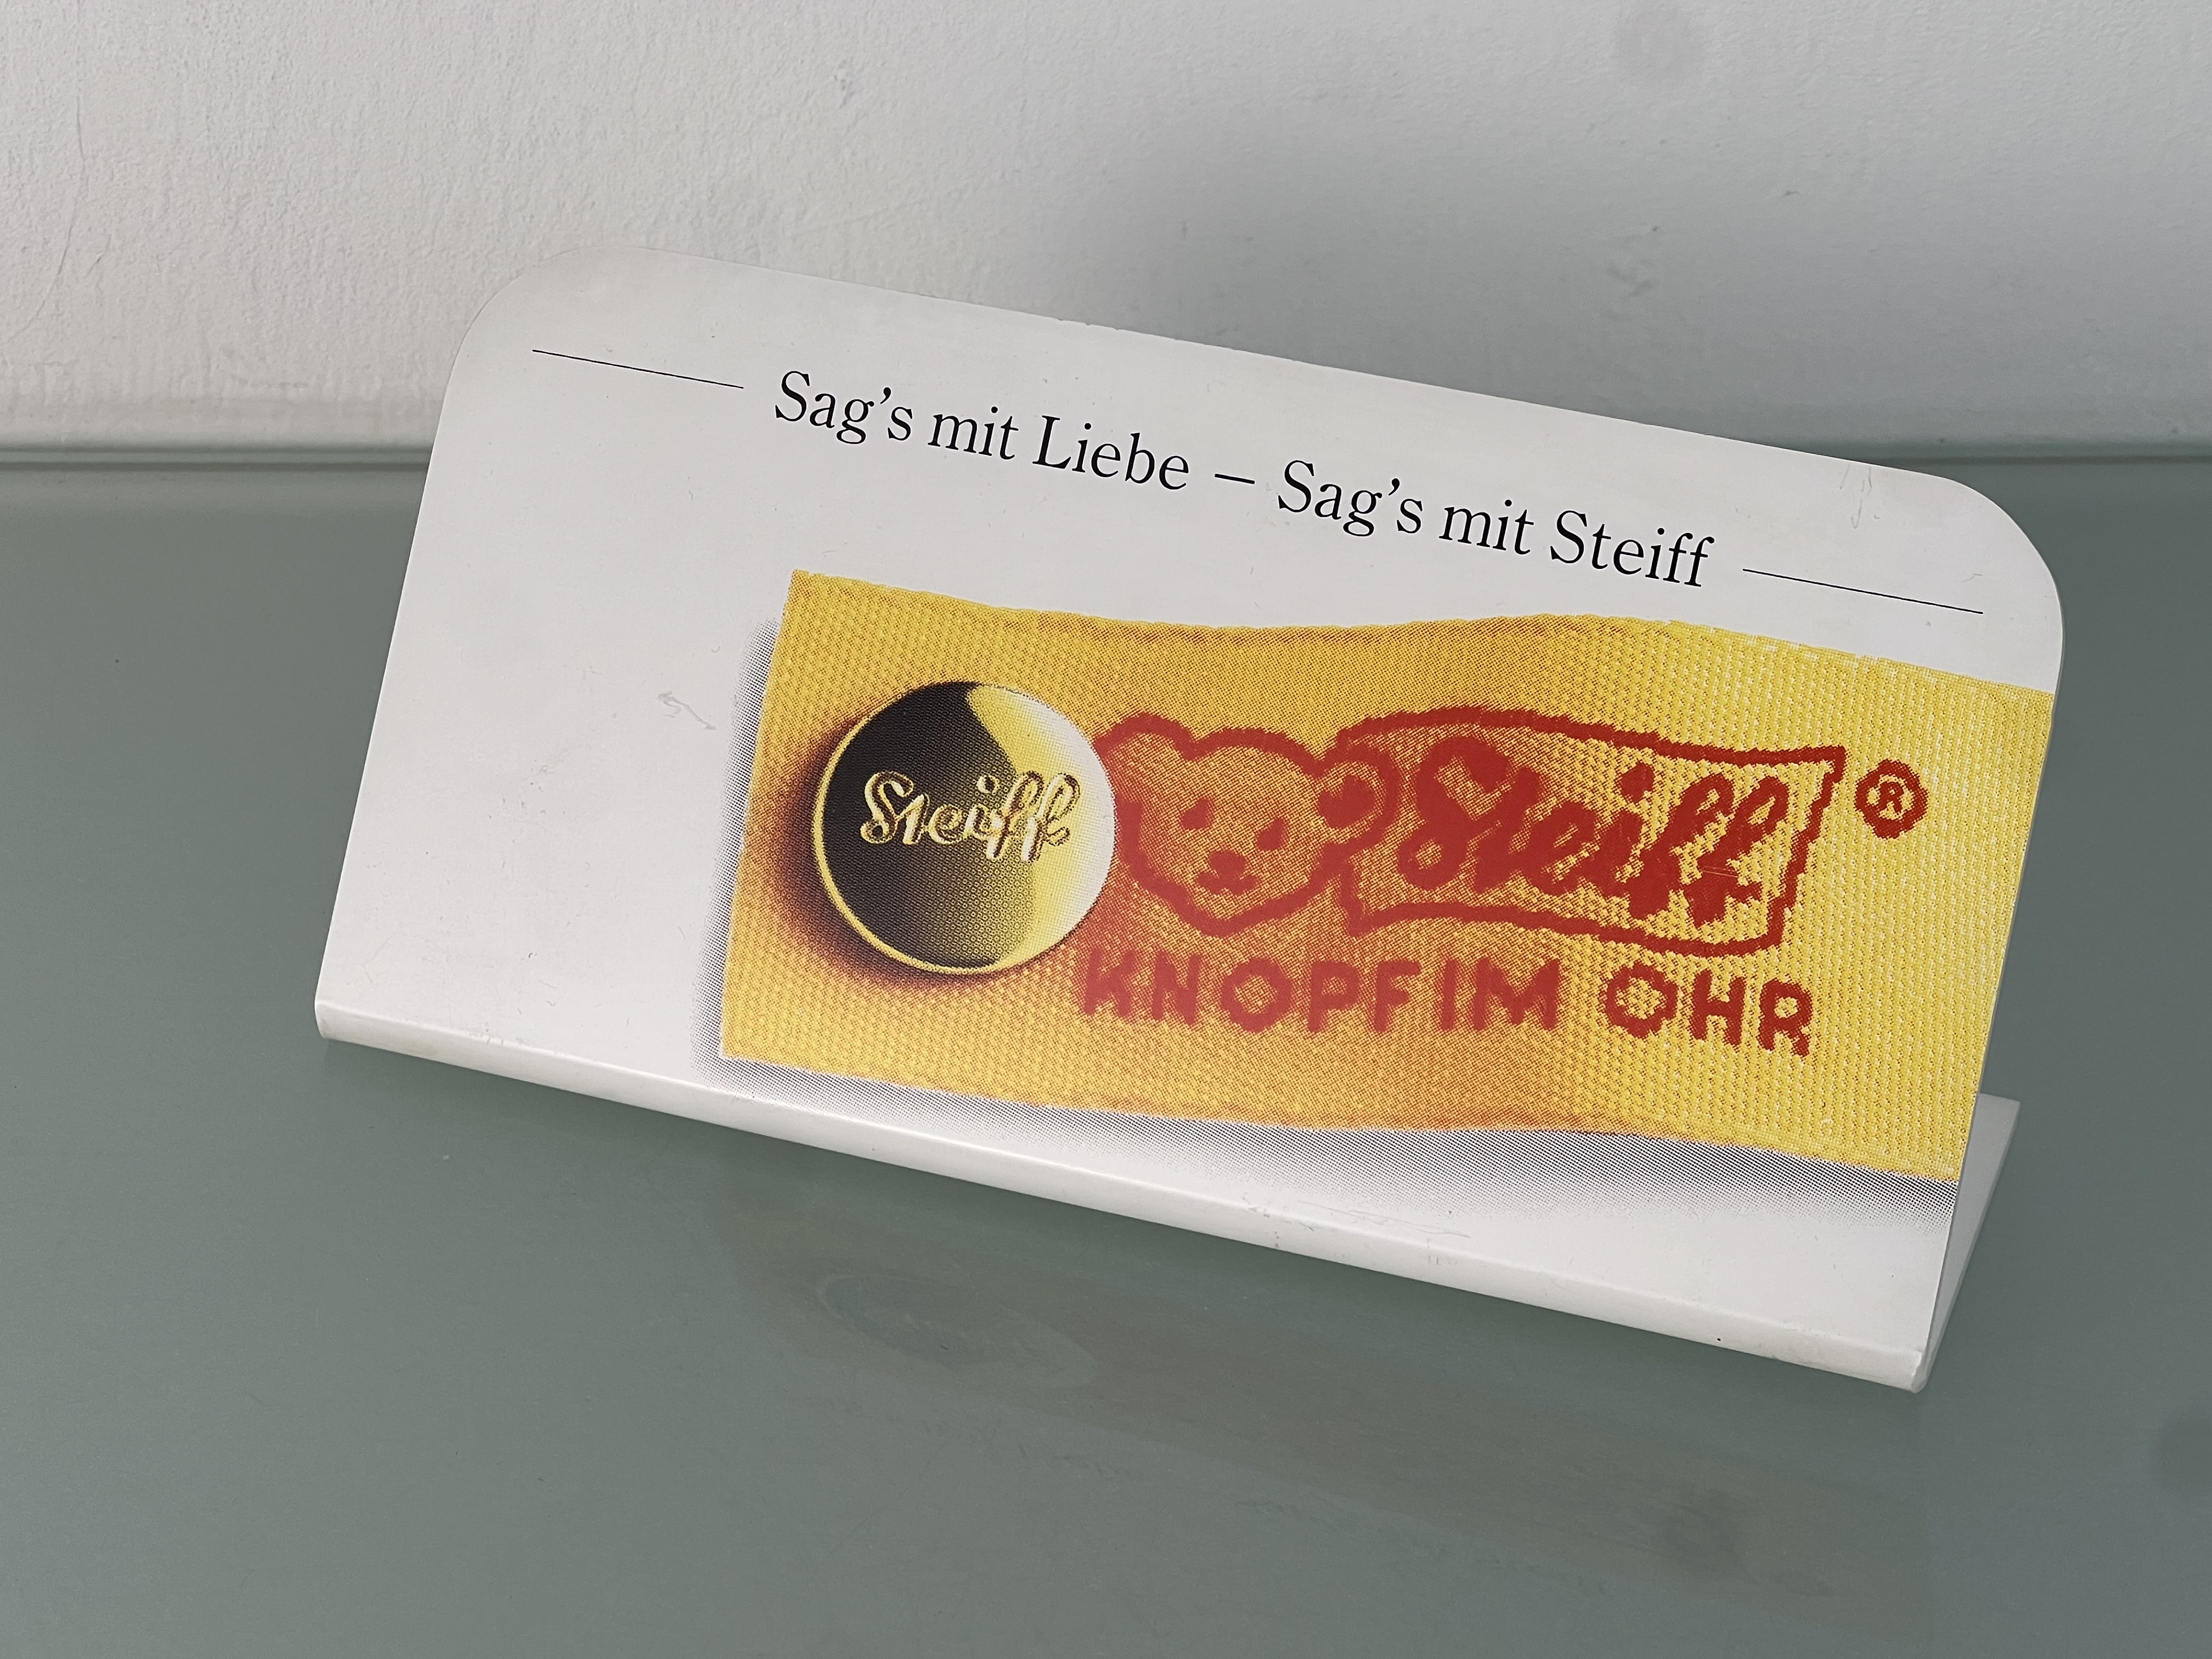 Sag's mit Liebe – Sag's mit Steiff
Steiff
Steiff ®
KNOPF IM OHR